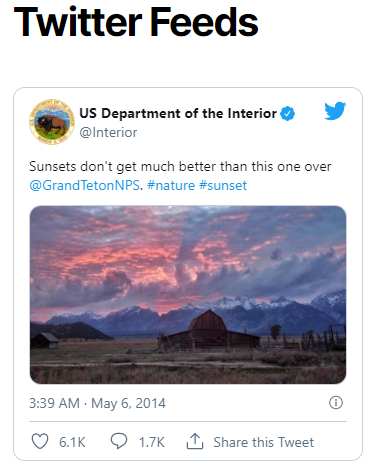 Twitter Feeds
US Department of the Interior
@Interior
Sunsets don't get much better than this one over
@GrandTetonNPS. #nature #sunset
3:39 AM · May 6, 2014
6.1K 1.7K Share this Tweet